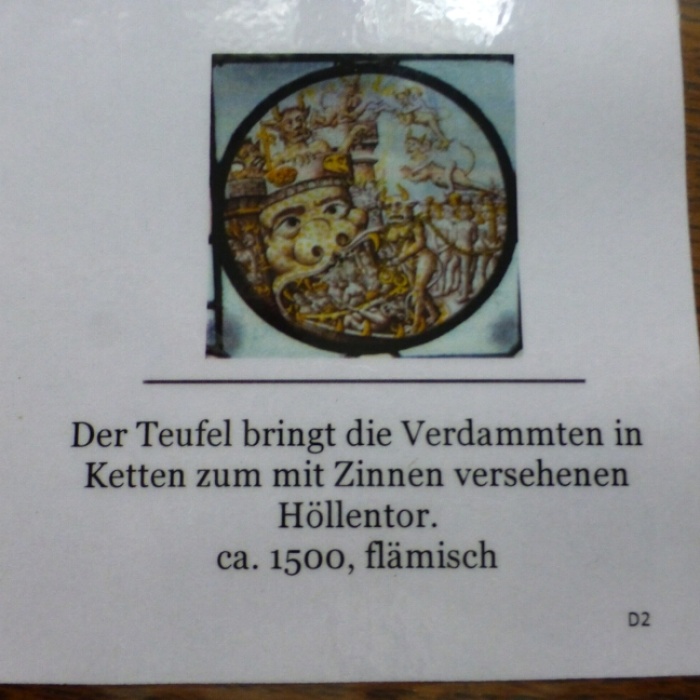 Der Teufel bringt die Verdammten in
Ketten zum mit Zinnen versehenen
Höllentor.
ca. 1500, flämisch
D2